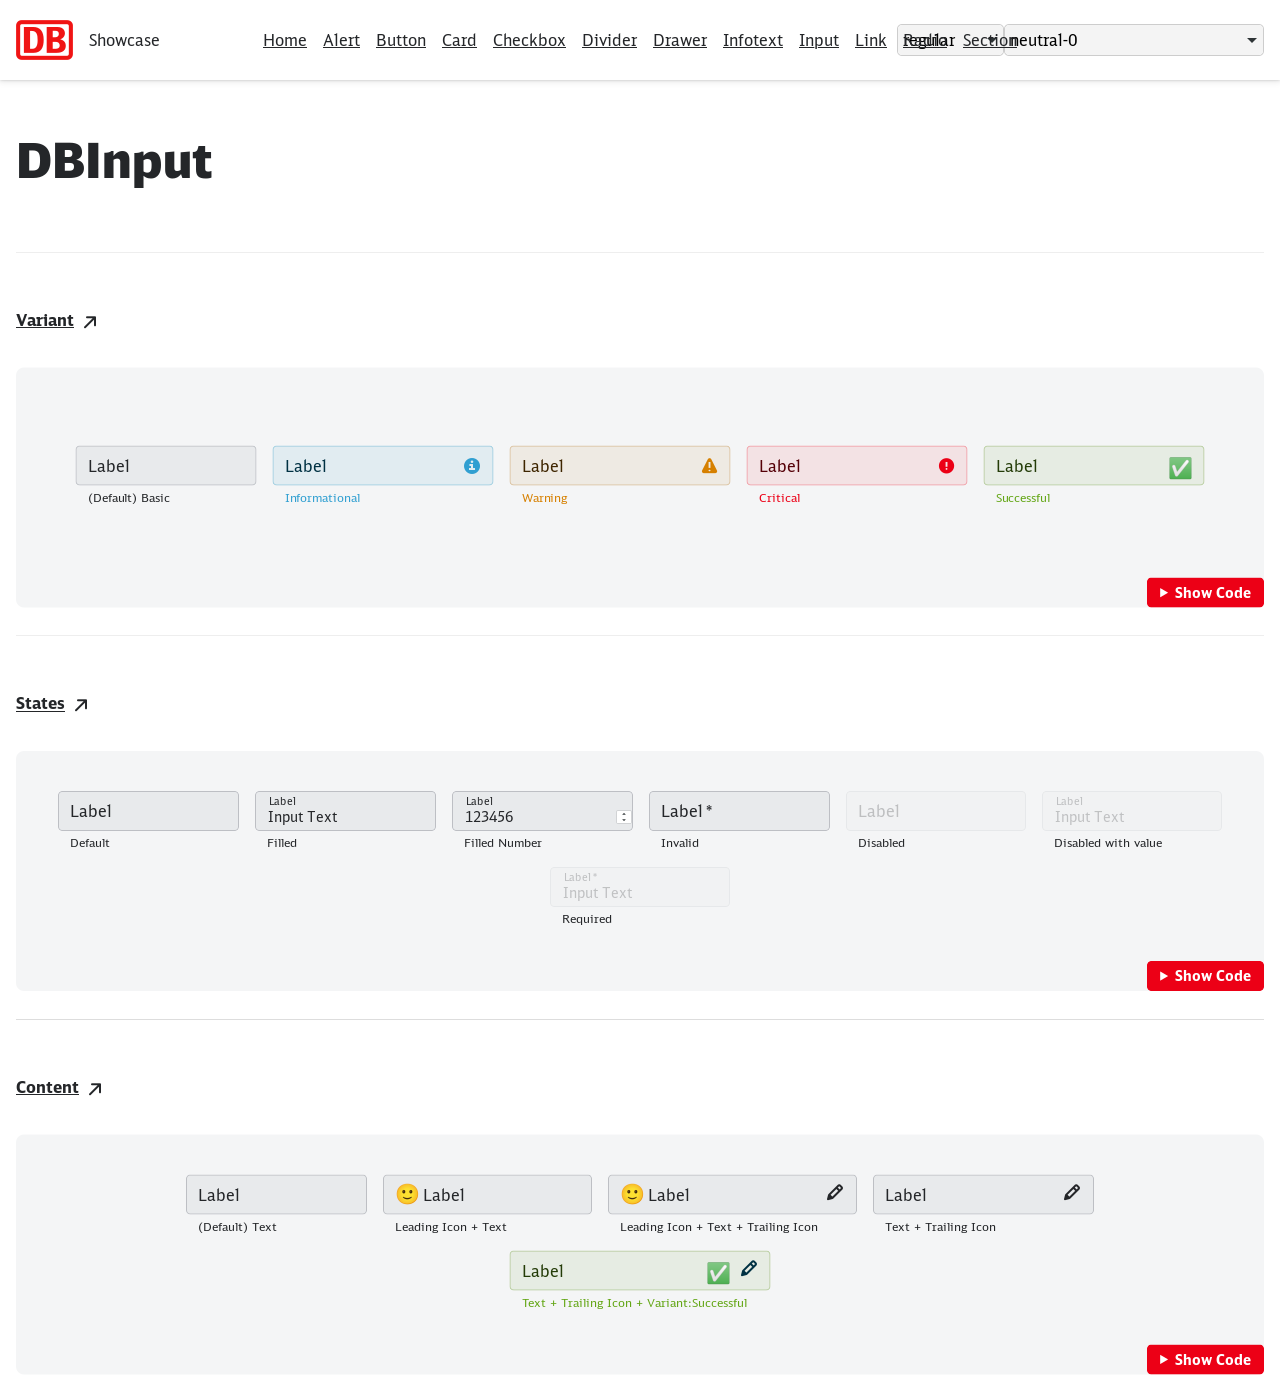 DB Showcase Home Alert Button Card Checkbox Divider Drawer Infotext Input Link Radio Section regular neutral-0
DBInput
Variant
Label Label Label Label Label
(Default) Basic Informational Warning Critical Successful
Show Code
States
Label Label Label Label * Label Label
Input Text 123456 Input Text
Default Filled Filled Number Invalid Disabled Disabled with value
Label *
Input Text
Required
Show Code
Content
Label Label Label Label
(Default) Text Leading Icon + Text Leading Icon + Text + Trailing Icon Text + Trailing Icon
Label
Text + Trailing Icon + Variant:Successful
Show Code